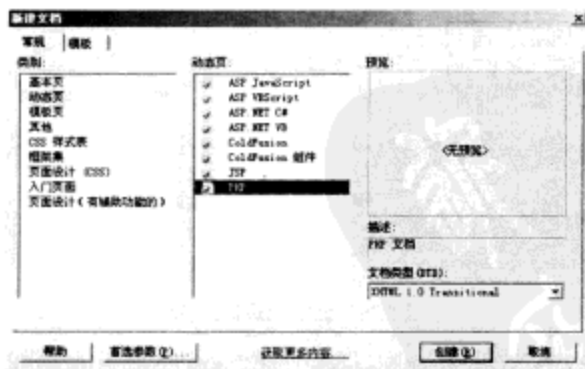 新建文档
常规 模板
类别:
基本页
动态页
模板页
其他
CSS 样式表
框架集
页面设计 (CSS)
入门页面
页面设计(有辅助功能的)
动态页:
ASP JavaScript
ASP VBScript
ASP.NET C#
ASP.NET VB
ColdFusion
ColdFusion 组件
JSP
PHP
预览:
<无预览>
描述:
PHP 文档
文档类型(DTD):
XHTML 1.0 Transitional
帮助
首选参数(P)...
获取更多内容...
创建(R)
取消